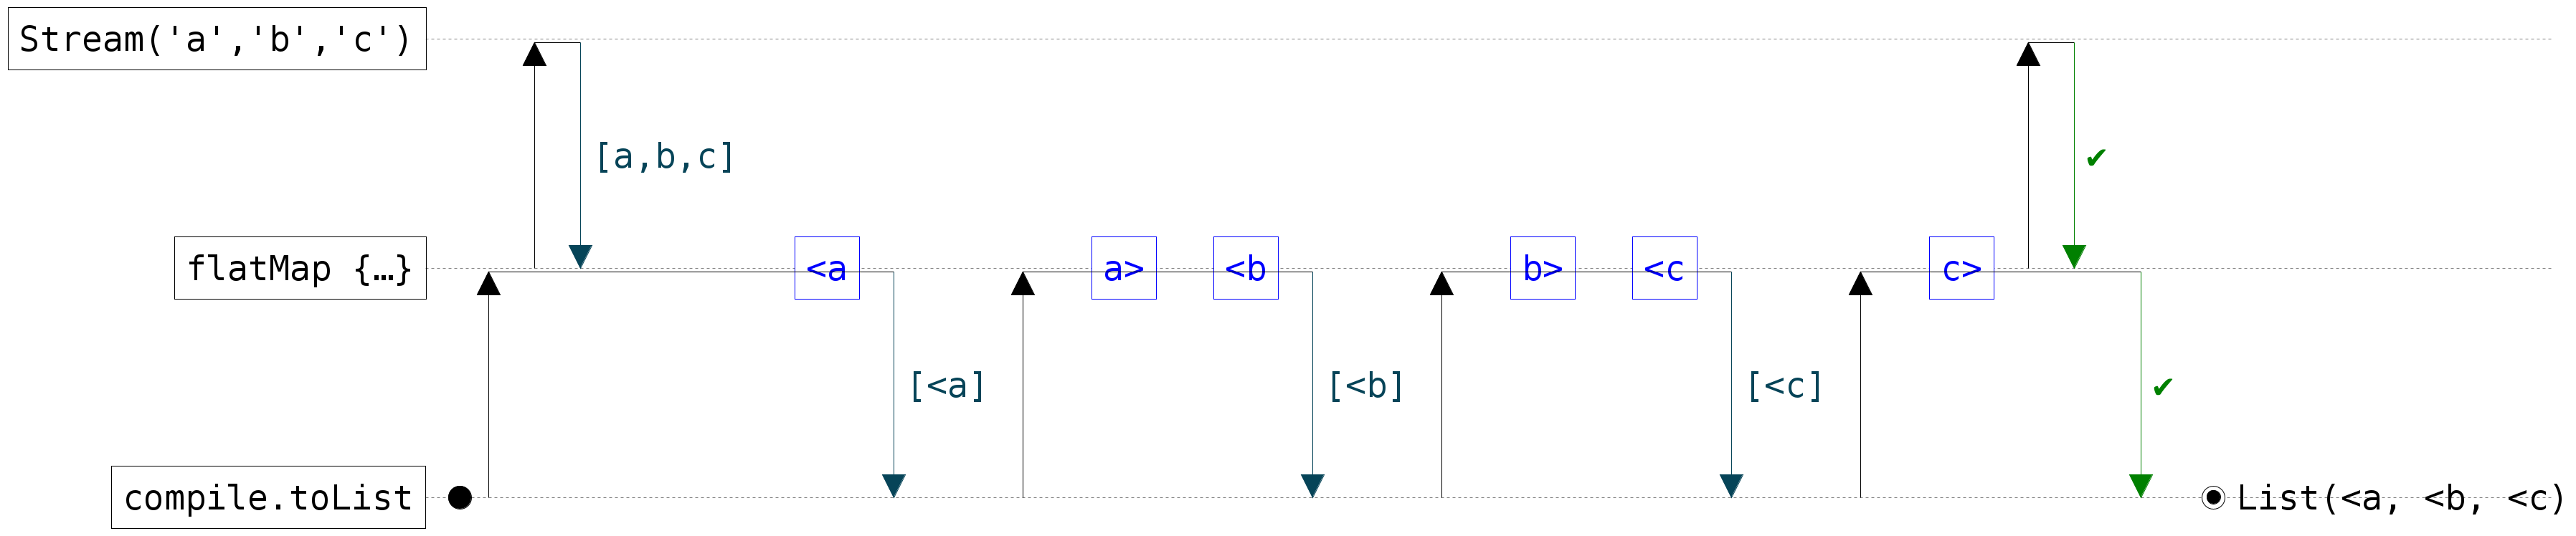 Stream('a','b','c')
[a,b,c]
✔
flatMap {…}
<a
a>
<b
b>
<c
c>
[<a]
[<b]
[<c]
✔
compile.toList
List(<a, <b, <c)